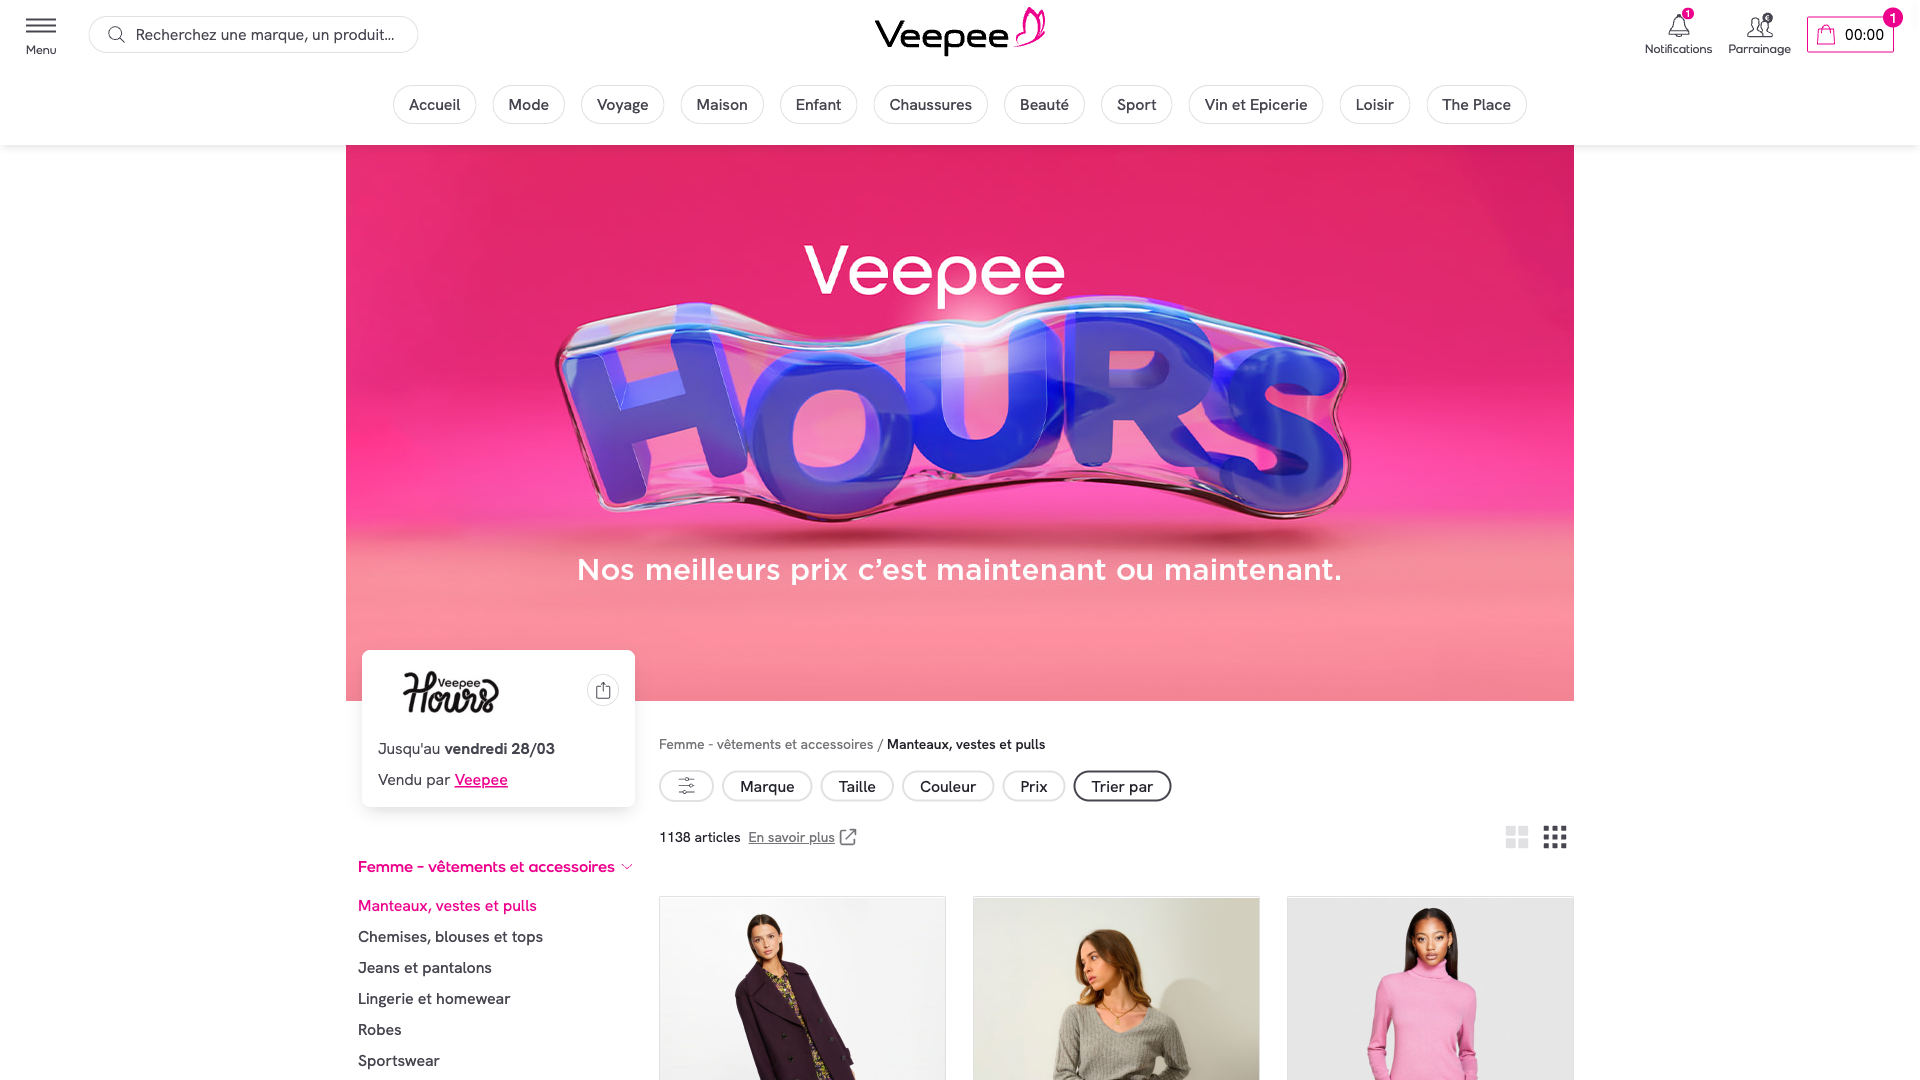 Menu
Recherchez une marque, un produit...
Veepee
1
Notifications
€
Parrainage
1
00:00
Accueil
Mode
Voyage
Maison
Enfant
Chaussures
Beauté
Sport
Vin et Epicerie
Loisir
The Place
Veepee
HOURS
Nos meilleurs prix c’est maintenant ou maintenant.
Veepee
Hours
Jusqu'au vendredi 28/03
Vendu par Veepee
Femme - vêtements et accessoires / Manteaux, vestes et pulls
Marque
Taille
Couleur
Prix
Trier par
1138 articles En savoir plus
Femme - vêtements et accessoires
Manteaux, vestes et pulls
Chemises, blouses et tops
Jeans et pantalons
Lingerie et homewear
Robes
Sportswear